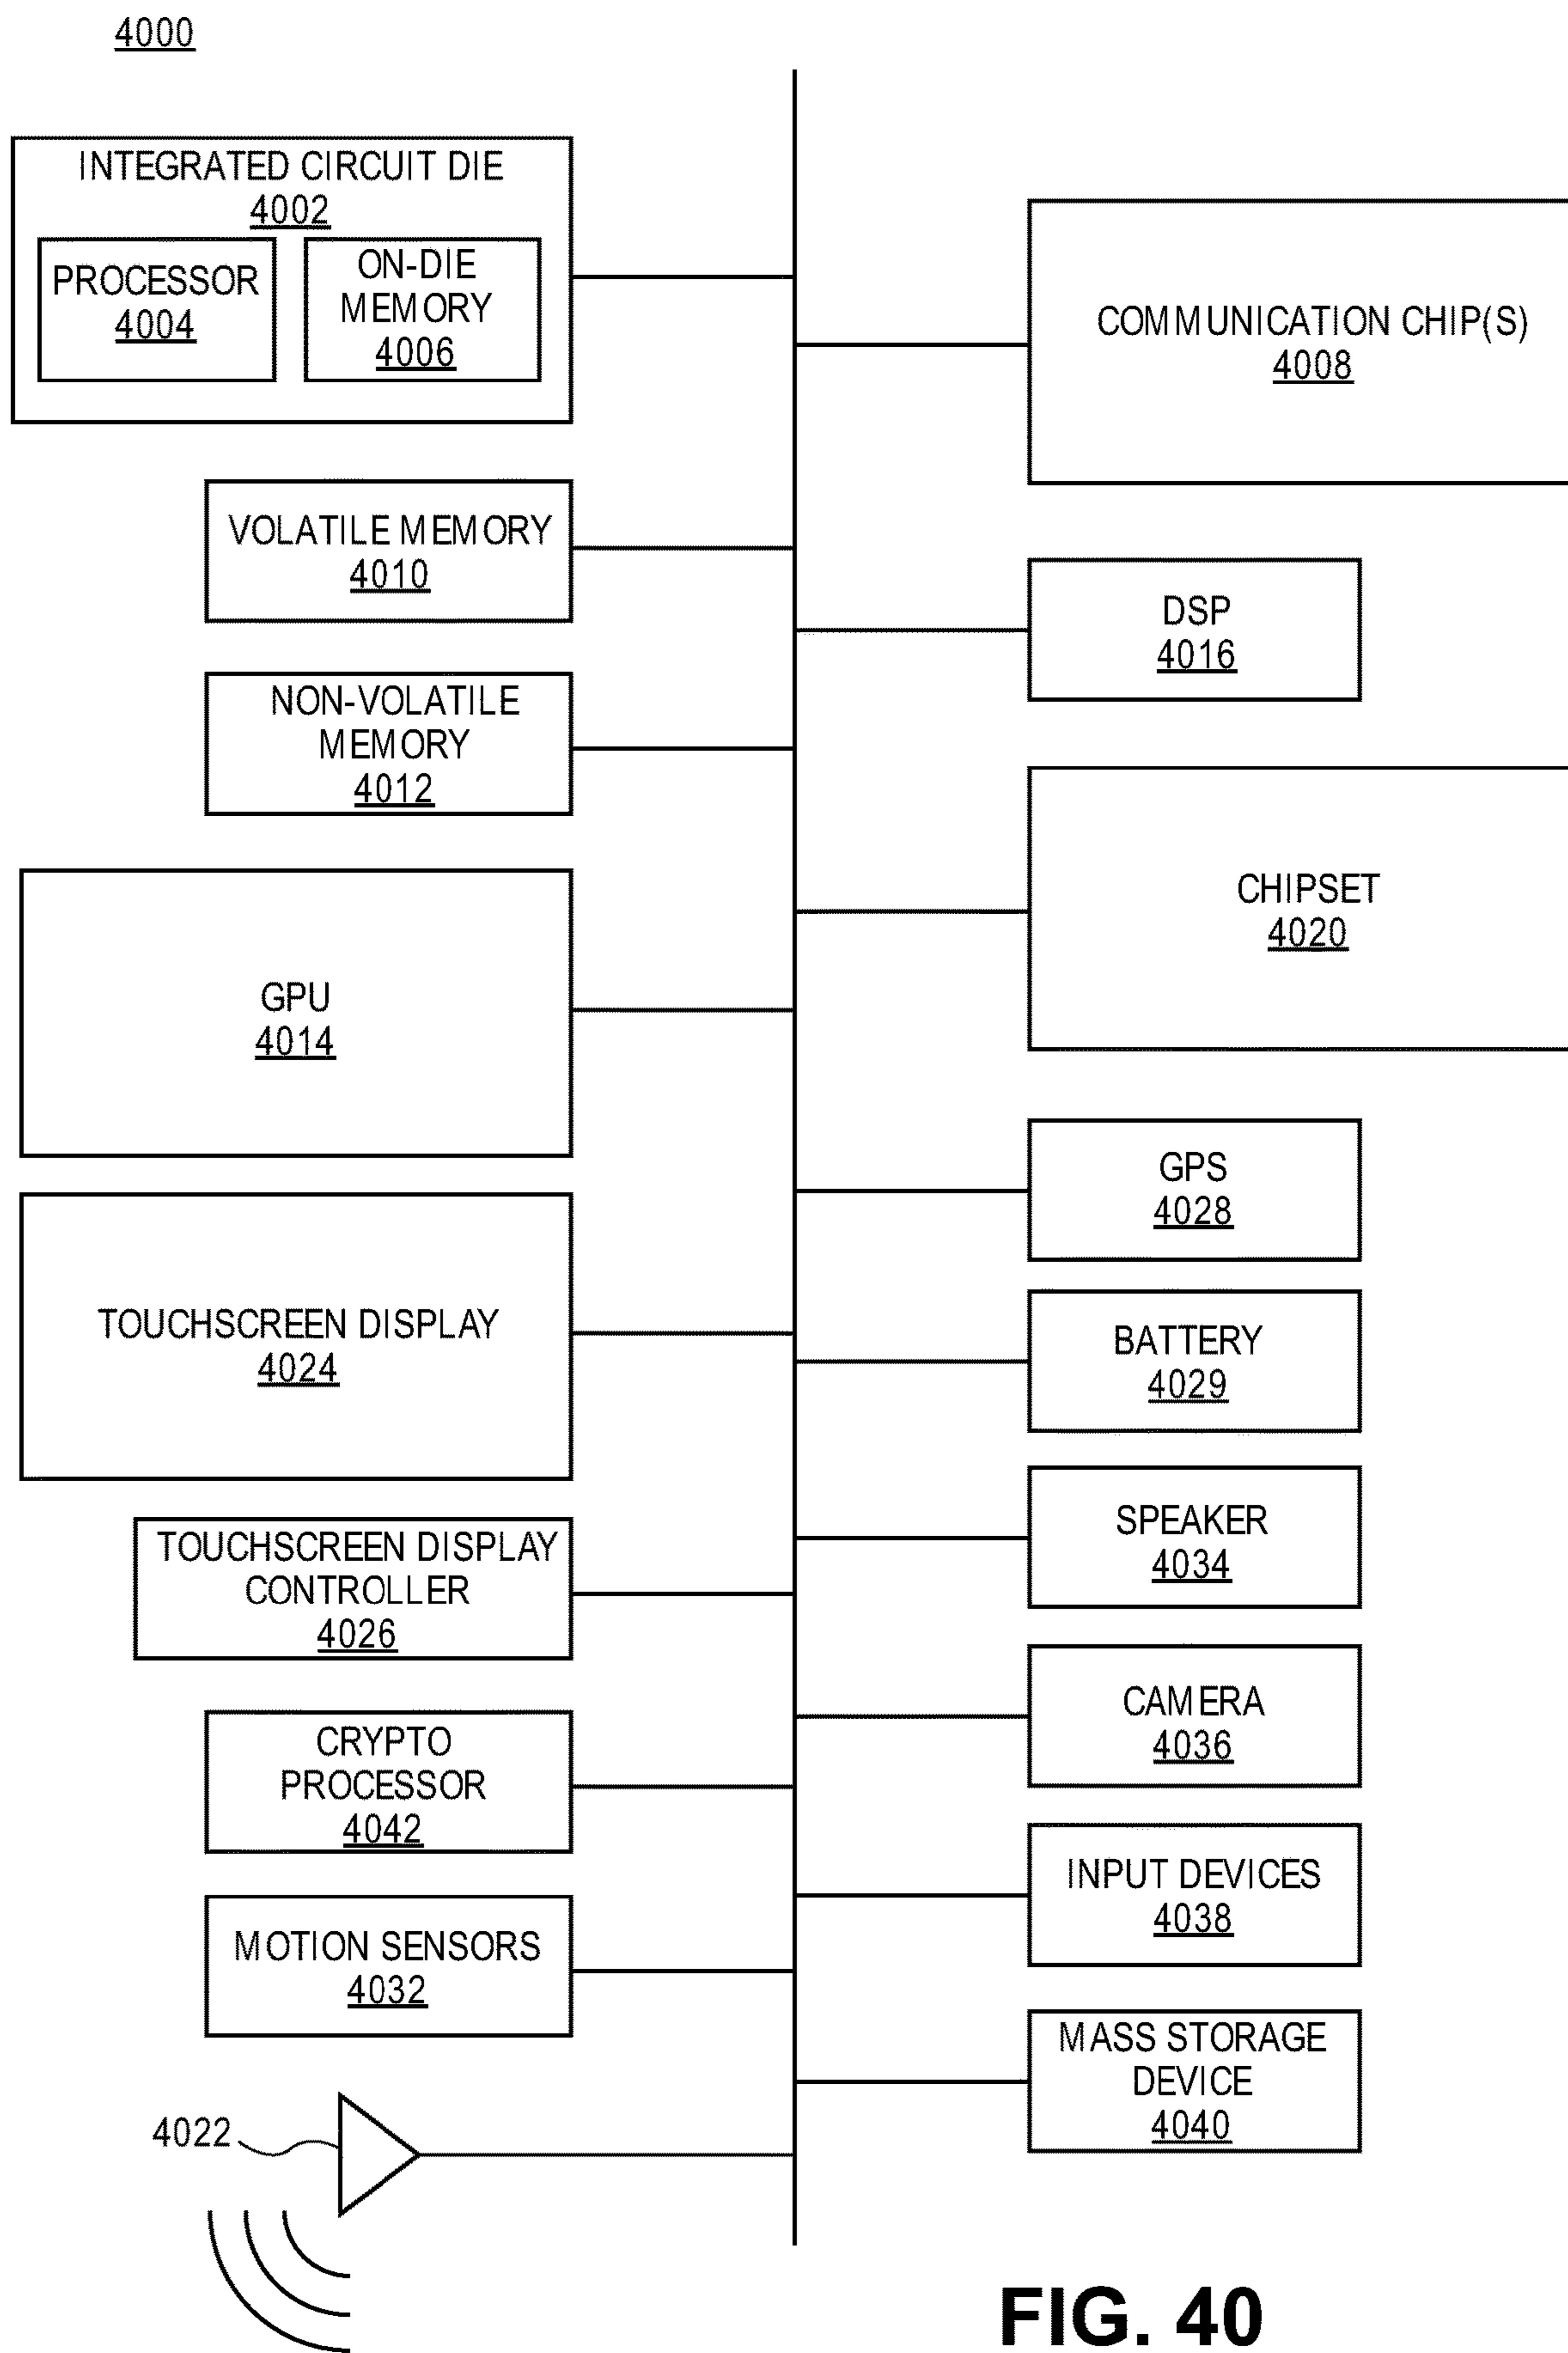 4000
INTEGRATED CIRCUIT DIE
4002
PROCESSOR
4004
ON-DIE
MEMORY
4006
COMMUNICATION CHIP(S)
4008
VOLATILE MEMORY
4010
DSP
4016
NON-VOLATILE
MEMORY
4012
CHIPSET
4020
GPU
4014
GPS
4028
TOUCHSCREEN DISPLAY
4024
BATTERY
4029
SPEAKER
4034
TOUCHSCREEN DISPLAY
CONTROLLER
4026
CAMERA
4036
CRYPTO
PROCESSOR
4042
INPUT DEVICES
4038
MOTION SENSORS
4032
MASS STORAGE
DEVICE
4040
4022
FIG. 40